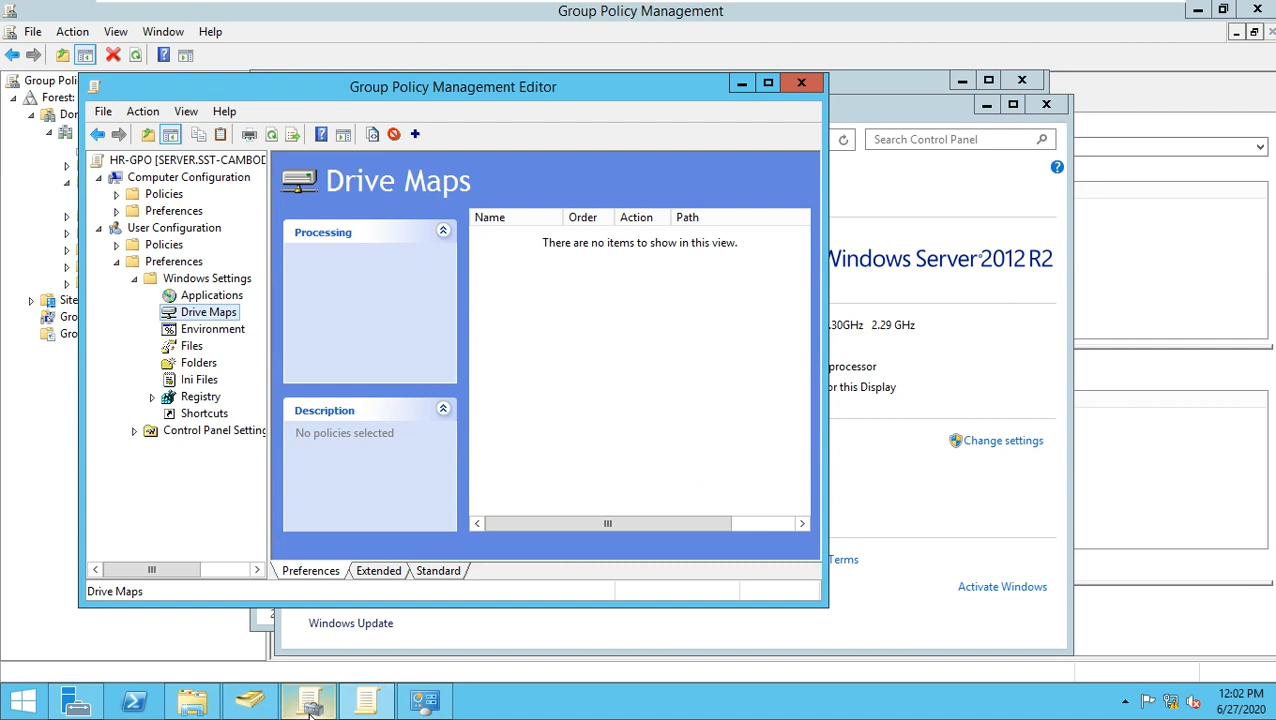 Group Policy Management
File Action View Window Help
Group Poli
Forest:
Dor
Site
Gro
Gro
Group Policy Management Editor
File Action View Help
HR-GPO [SERVER.SST-CAMBOD
Computer Configuration
Policies
Preferences
User Configuration
Policies
Preferences
Windows Settings
Applications
Drive Maps
Environment
Files
Folders
Ini Files
Registry
Shortcuts
Control Panel Setting
Drive Maps
Processing
Description
No policies selected
Name Order Action Path
There are no items to show in this view.
Preferences Extended Standard
Drive Maps
Search Control Panel
Windows Server 2012 R2
.30GHz 2.29 GHz
processor
or this Display
Change settings
Terms
Activate Windows
Windows Update
12:02 PM
6/27/2020